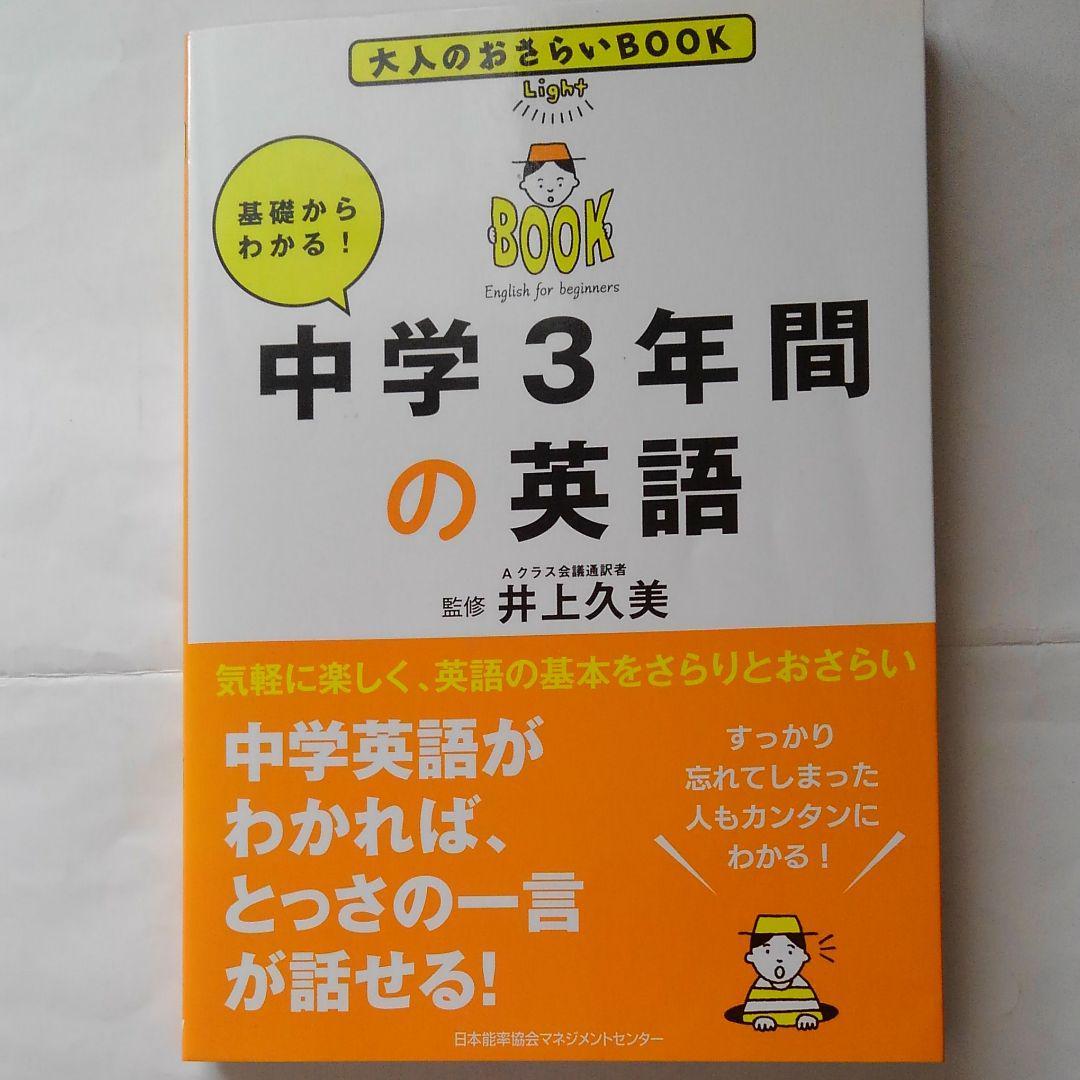 大人のおさらいBOOK
Light
BOOK
English for beginners
基礎から
わかる！
中学3年間
の英語
Aクラス会議通訳者
監修 井上久美
気軽に楽しく、英語の基本をさらりとおさらい
中学英語が
わかれば、
とっさの一言
が話せる！
すっかり
忘れてしまった
人もカンタンに
わかる！
日本能率協会マネジメントセンター